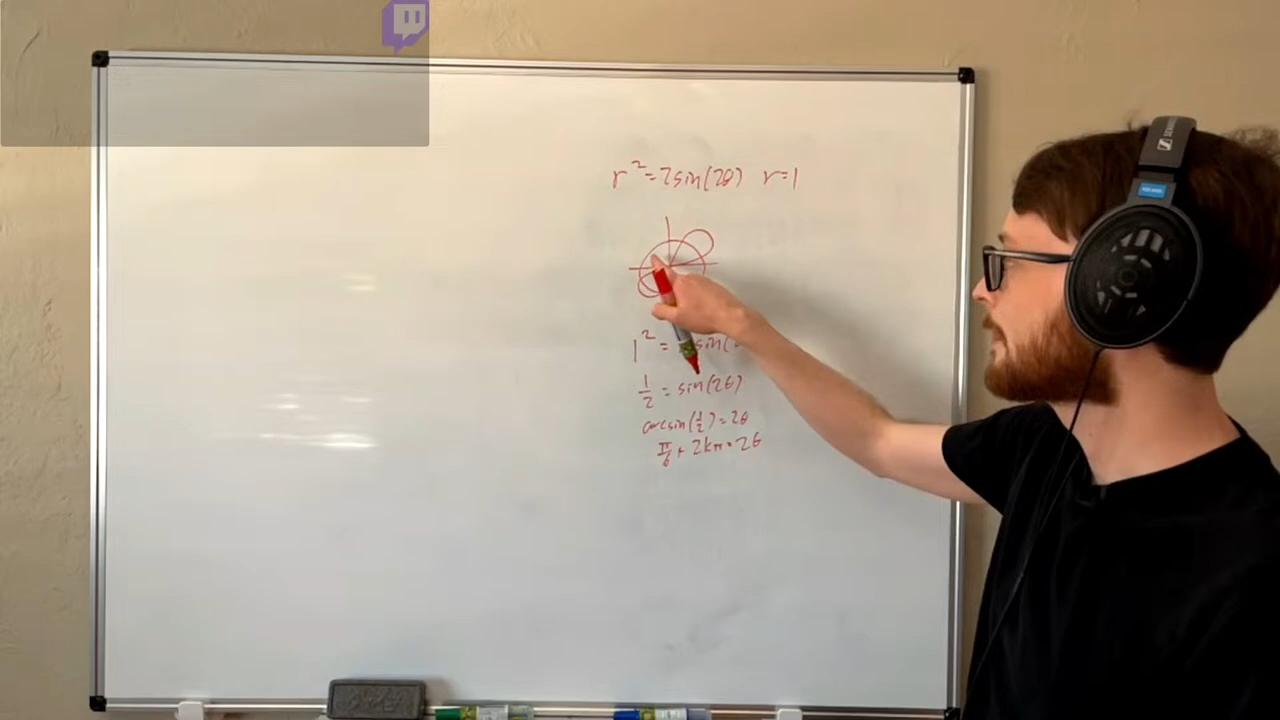 r²=2sin(2θ) r=1
1² = sin(
1/2 = sin(2θ)
arcsin(1/2)=2θ
π/6 + 2kπ=2θ